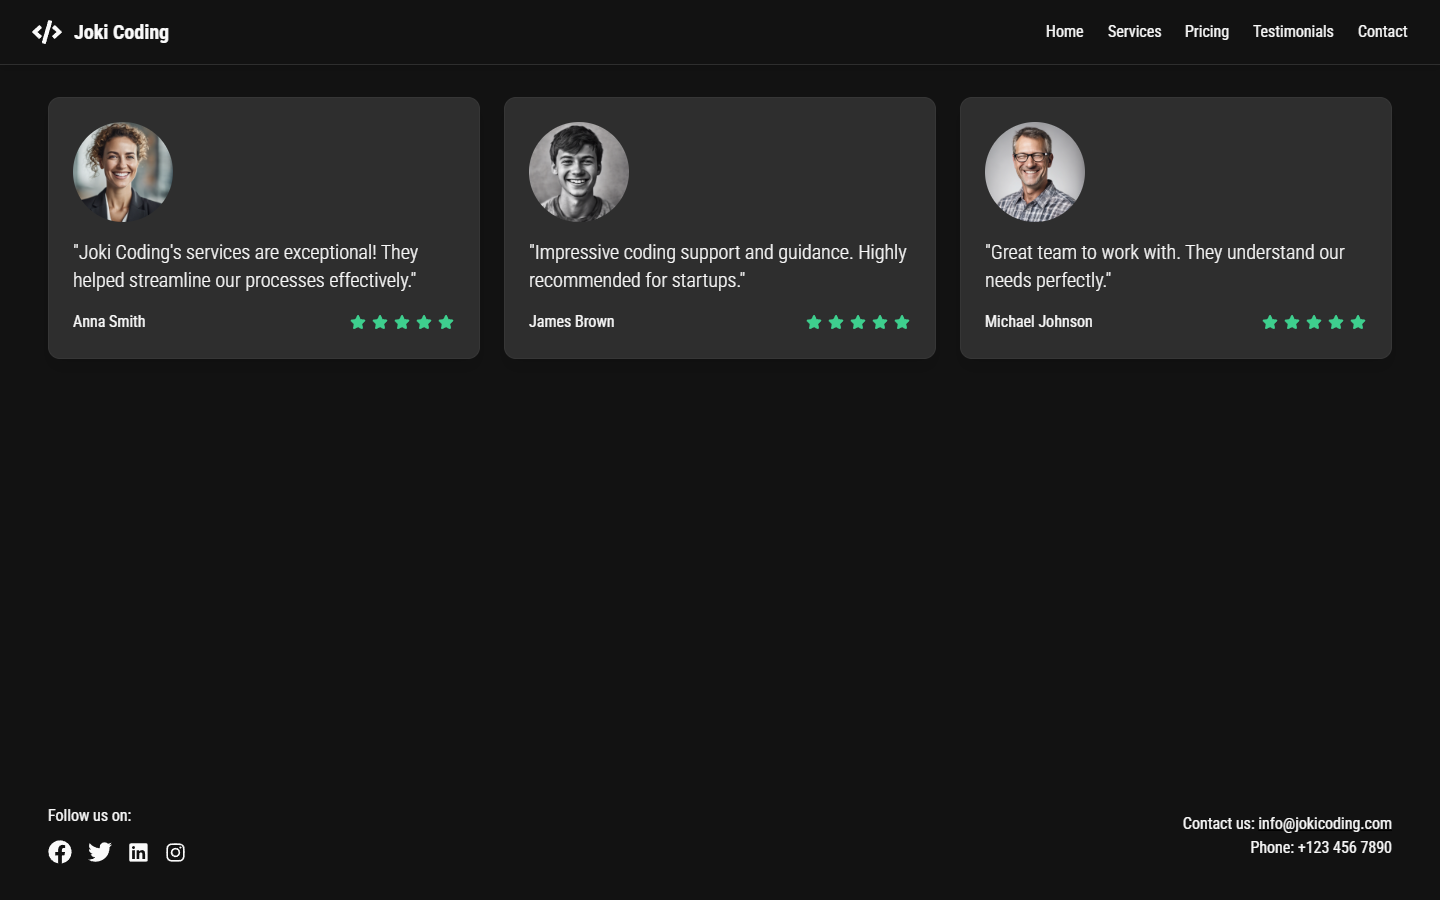 Joki Coding
Home Services Pricing Testimonials Contact
"Joki Coding's services are exceptional! They
helped streamline our processes effectively."
Anna Smith
"Impressive coding support and guidance. Highly
recommended for startups."
James Brown
"Great team to work with. They understand our
needs perfectly."
Michael Johnson
Follow us on:
Contact us: info@jokicoding.com
Phone: +123 456 7890